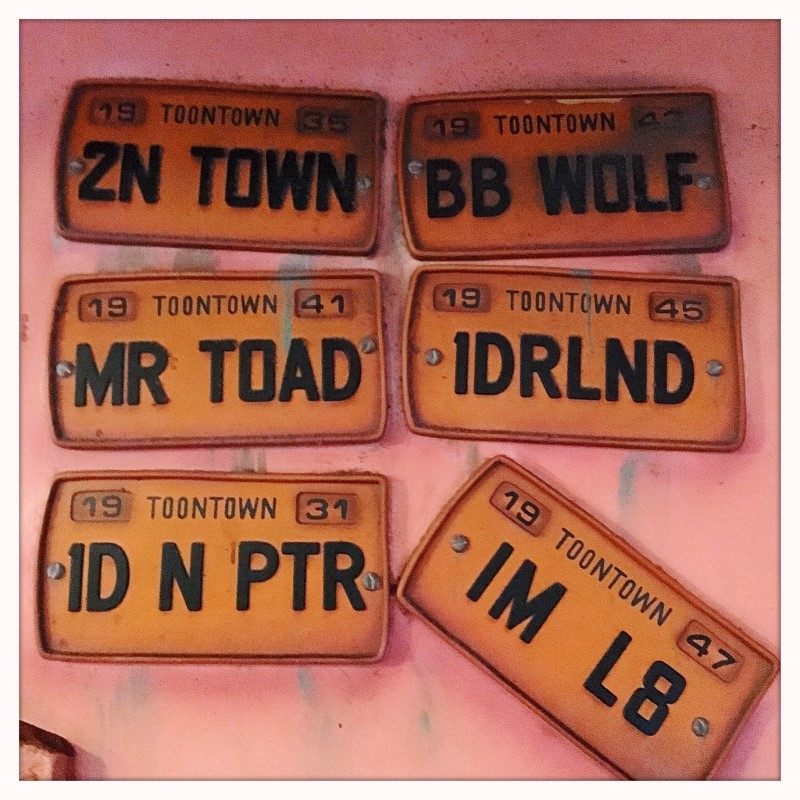 19 TOONTOWN 35
2N TOWN
19 TOONTOWN
BB WOLF
19 TOONTOWN 41
MR TOAD
19 TOONTOWN 45
1DRLND
19 TOONTOWN 31
1D N PTR
19 TOONTOWN 47
IM L8